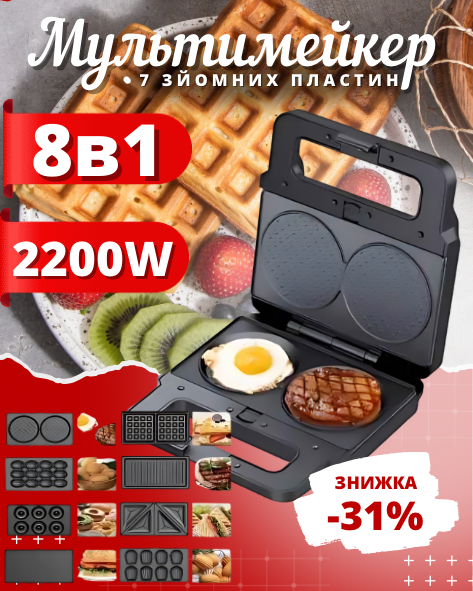 Мультимейкер
• 7 ЗЙОМНИХ ПЛАСТИН
8в1
2200W
ЗНИЖКА
-31%